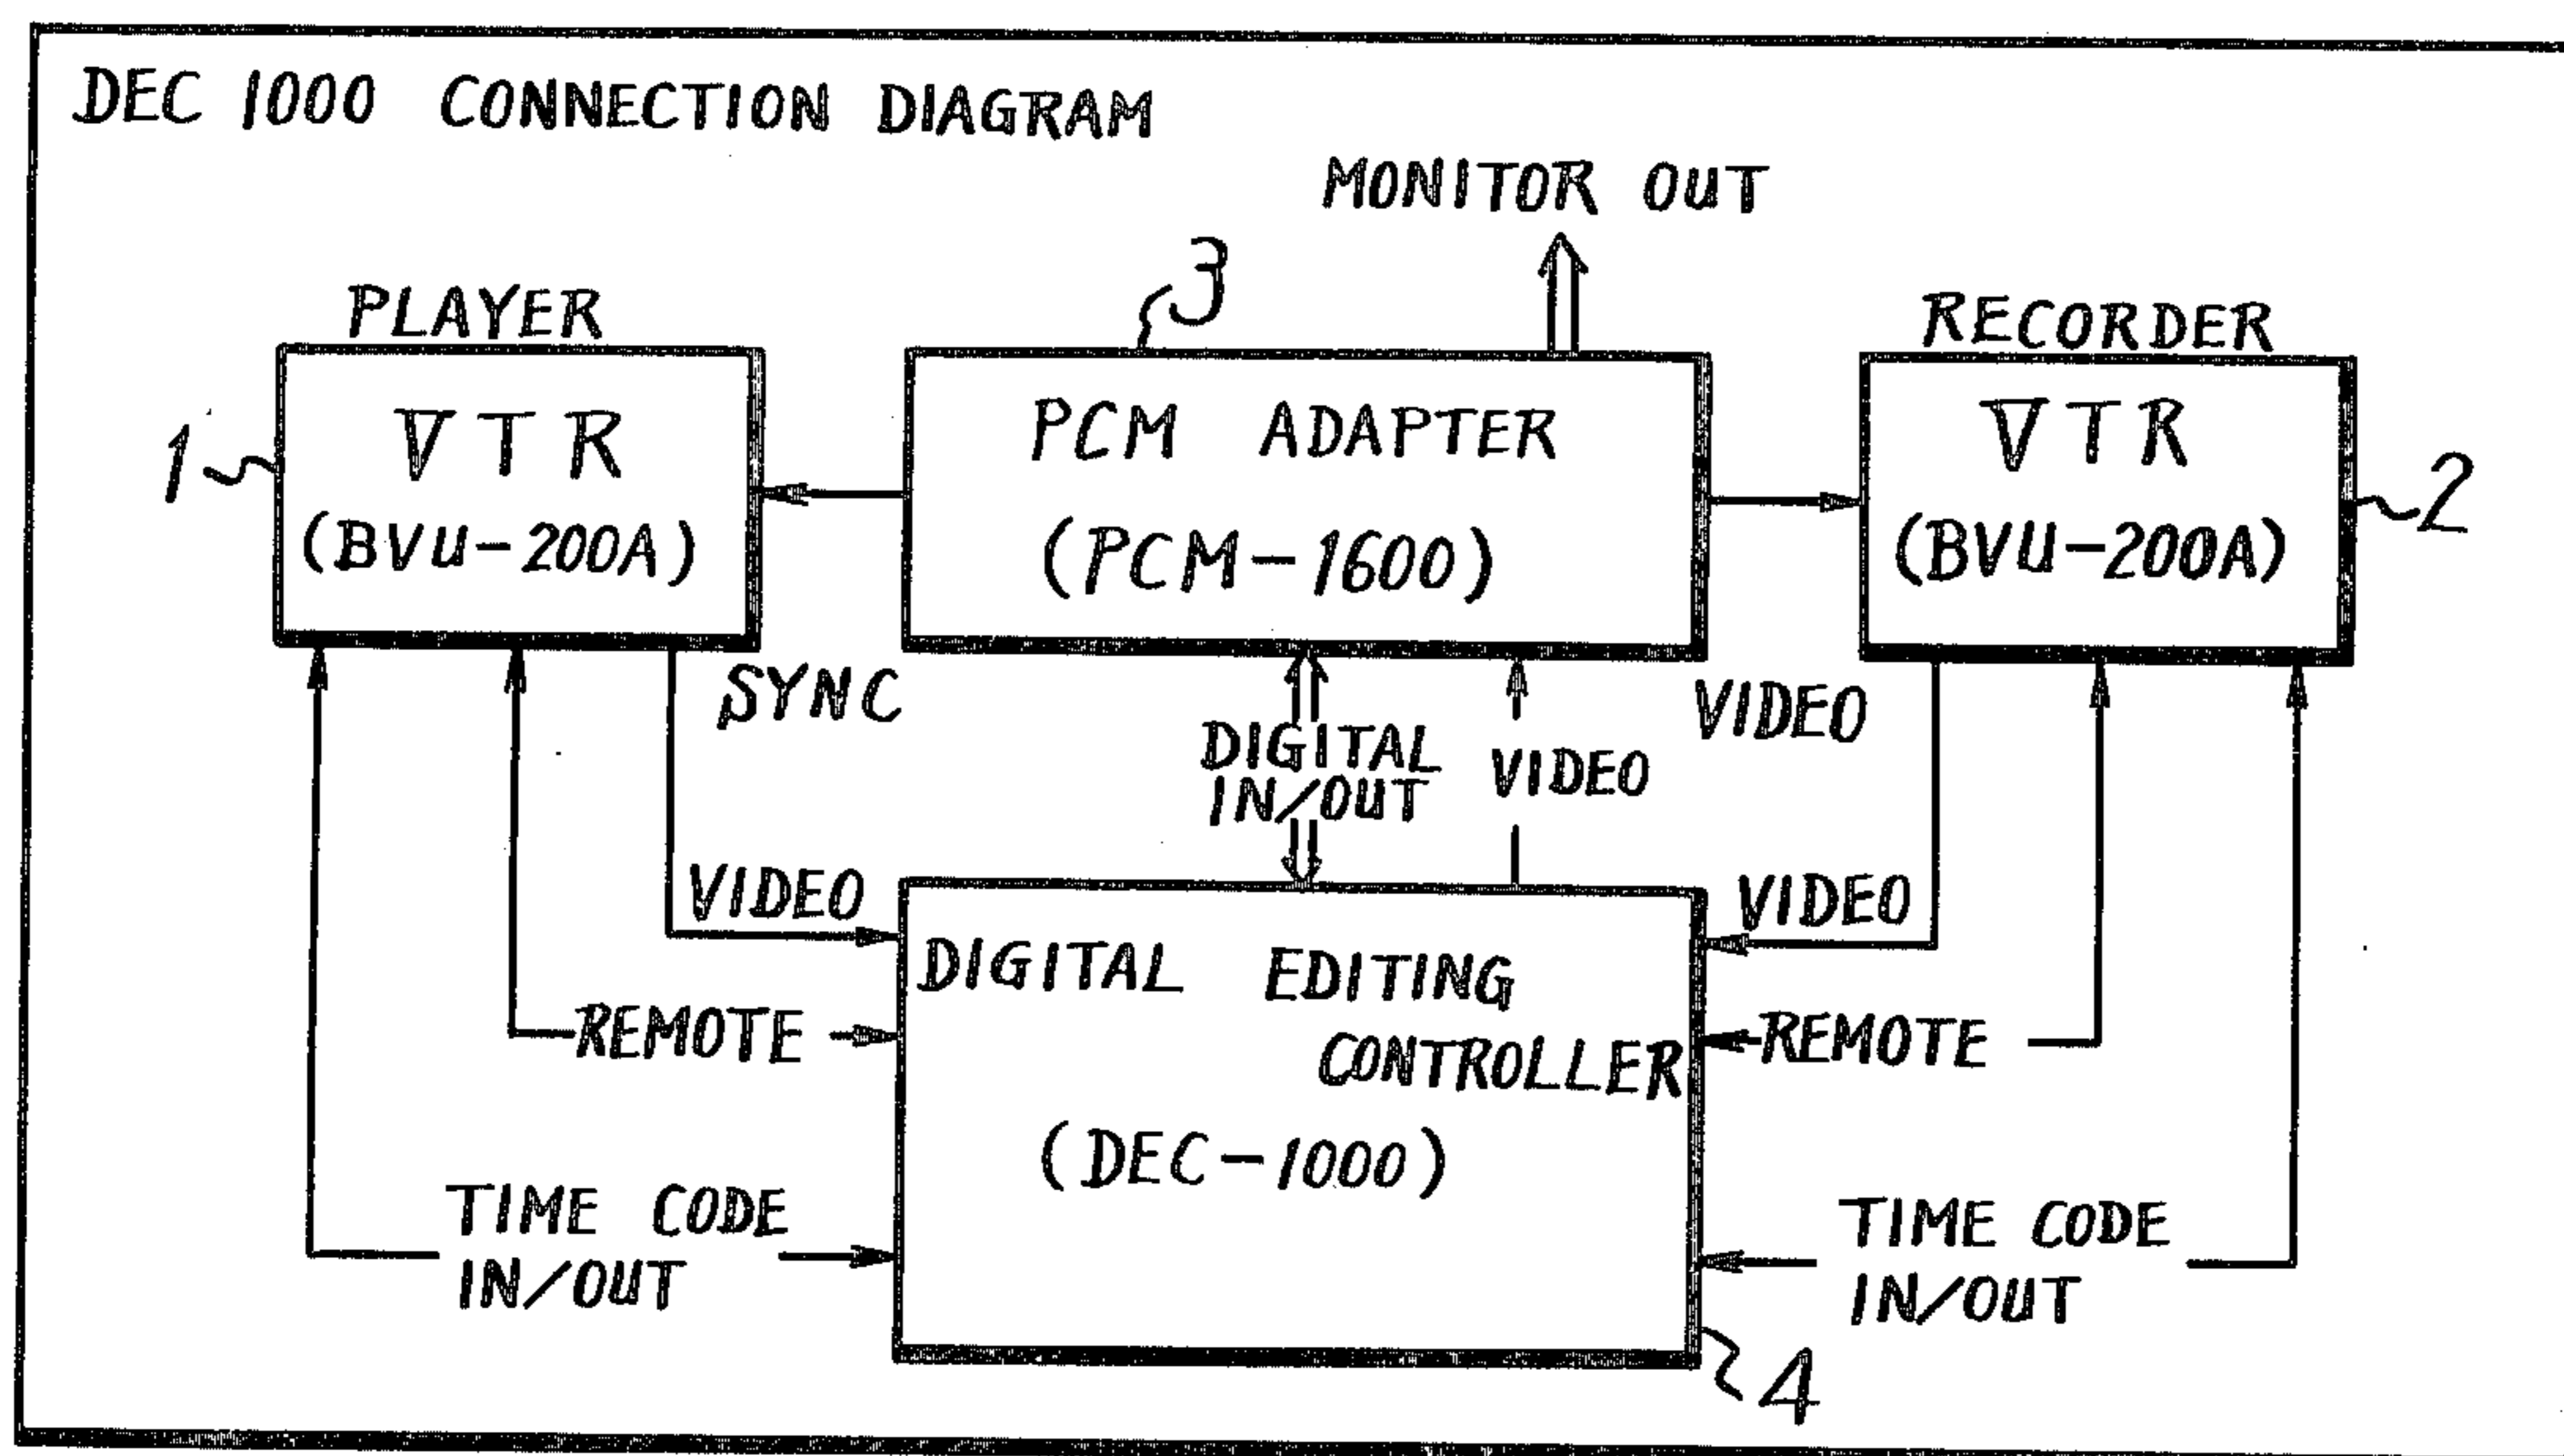 DEC 1000 CONNECTION DIAGRAM
MONITOR OUT
3
PLAYER
RECORDER
1
VTR
(BVU-200A)
PCM ADAPTER
(PCM-1600)
VTR
(BVU-200A)
2
SYNC
DIGITAL
IN/OUT
VIDEO
VIDEO
VIDEO
VIDEO
DIGITAL EDITING
CONTROLLER
(DEC-1000)
REMOTE
REMOTE
TIME CODE
IN/OUT
TIME CODE
IN/OUT
4